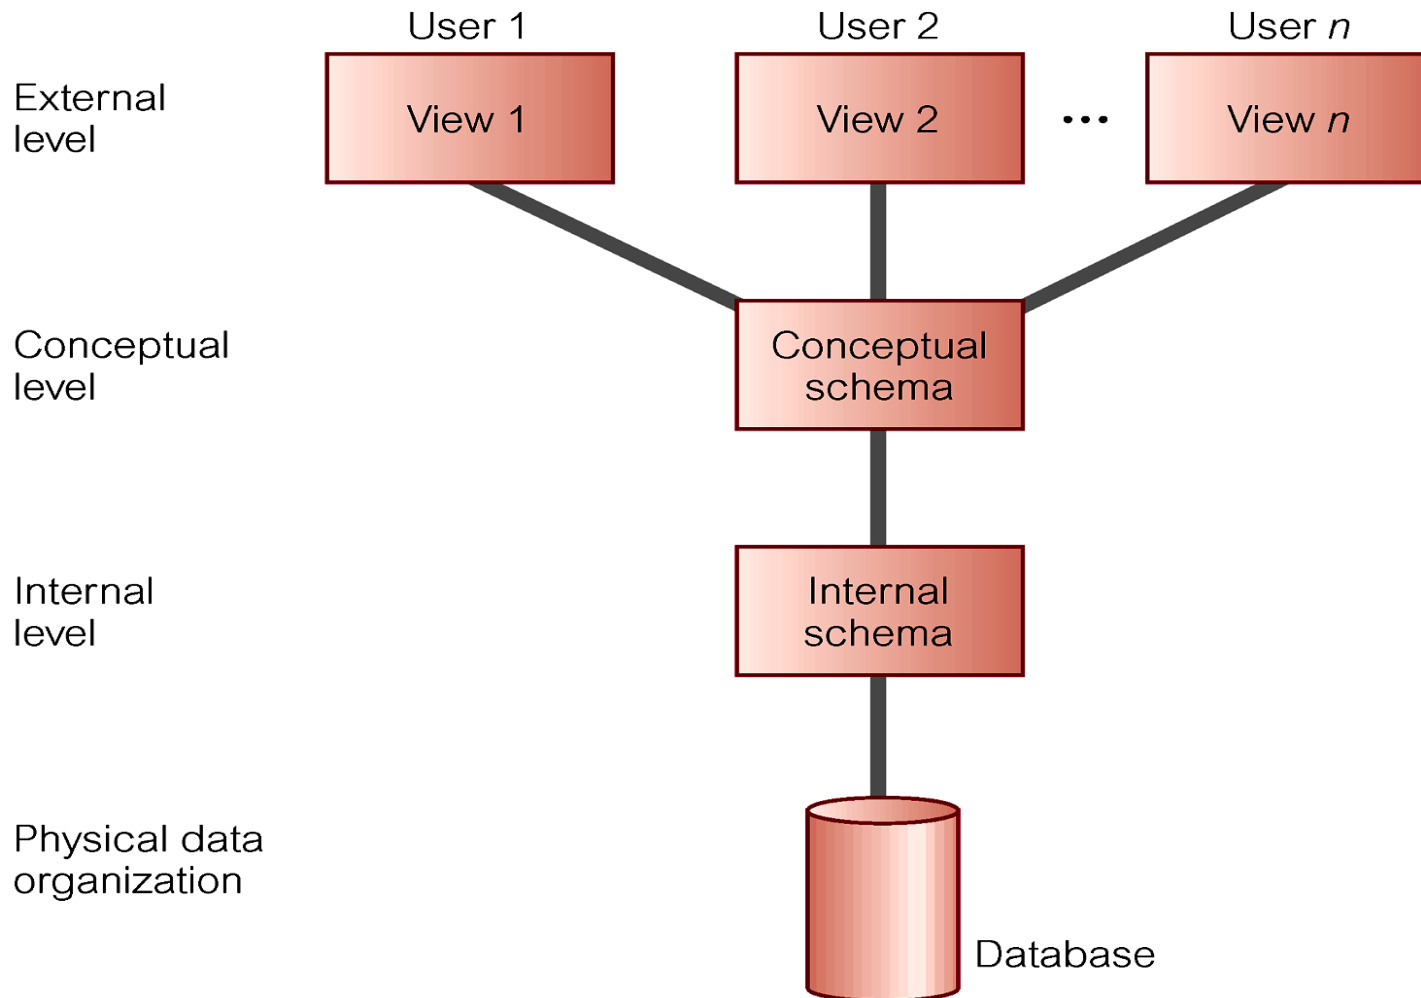 User 1
User 2
User n
External
level
View 1
View 2
...
View n
Conceptual
level
Conceptual
schema
Internal
level
Internal
schema
Physical data
organization
Database